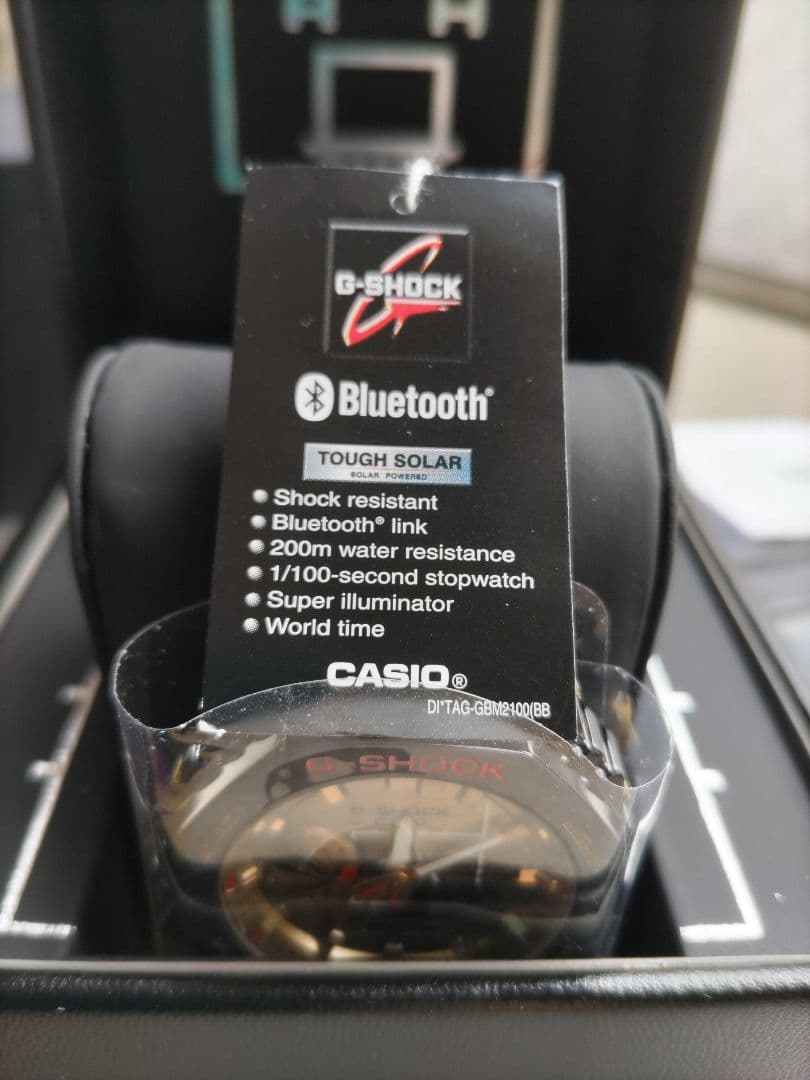 G-SHOCK
Bluetooth®
TOUGH SOLAR
SOLAR POWERED
Shock resistant
Bluetooth® link
200m water resistance
1/100-second stopwatch
Super illuminator
World time
CASIO®
DI*TAG-GBM2100(BB
G-SHOCK
G-SHOCK